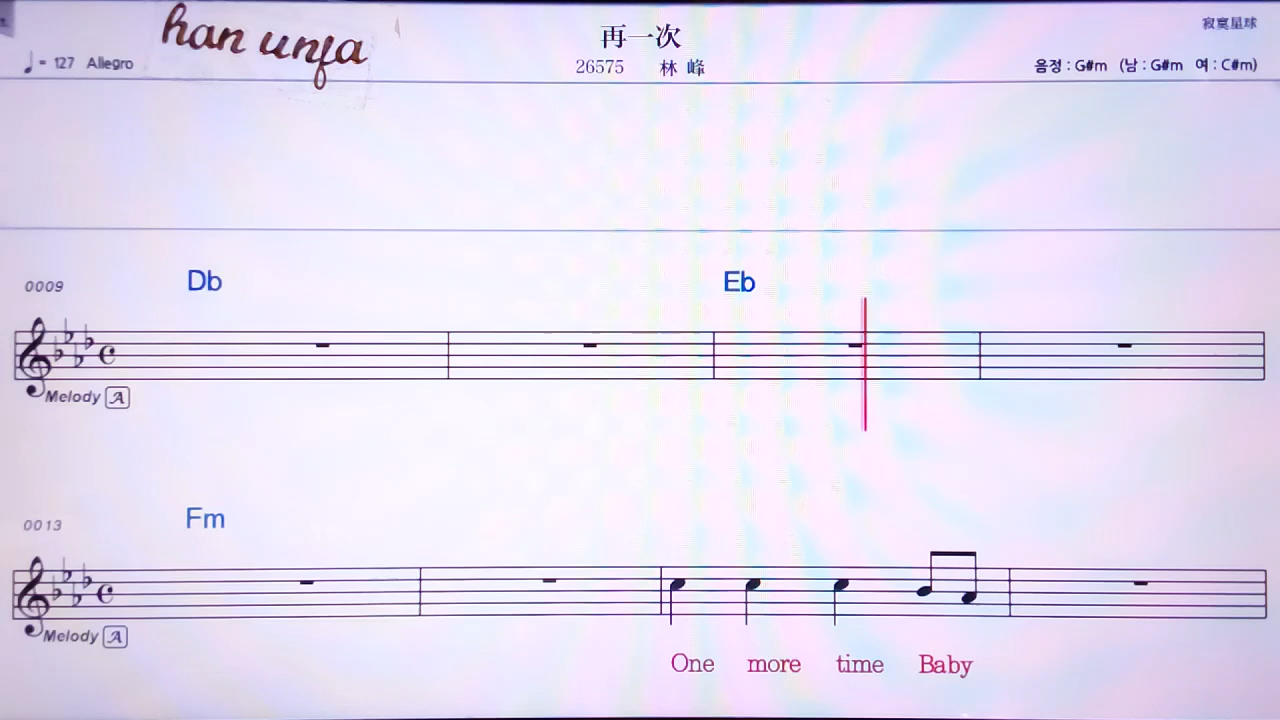 han unfa
再一次
寂寞星球
♩= 127 Allegro
26575 林 峰
음정 : G#m (남 : G#m 여 : C#m)
0009 Db Eb
Melody A
0013 Fm
Melody A
One more time Baby